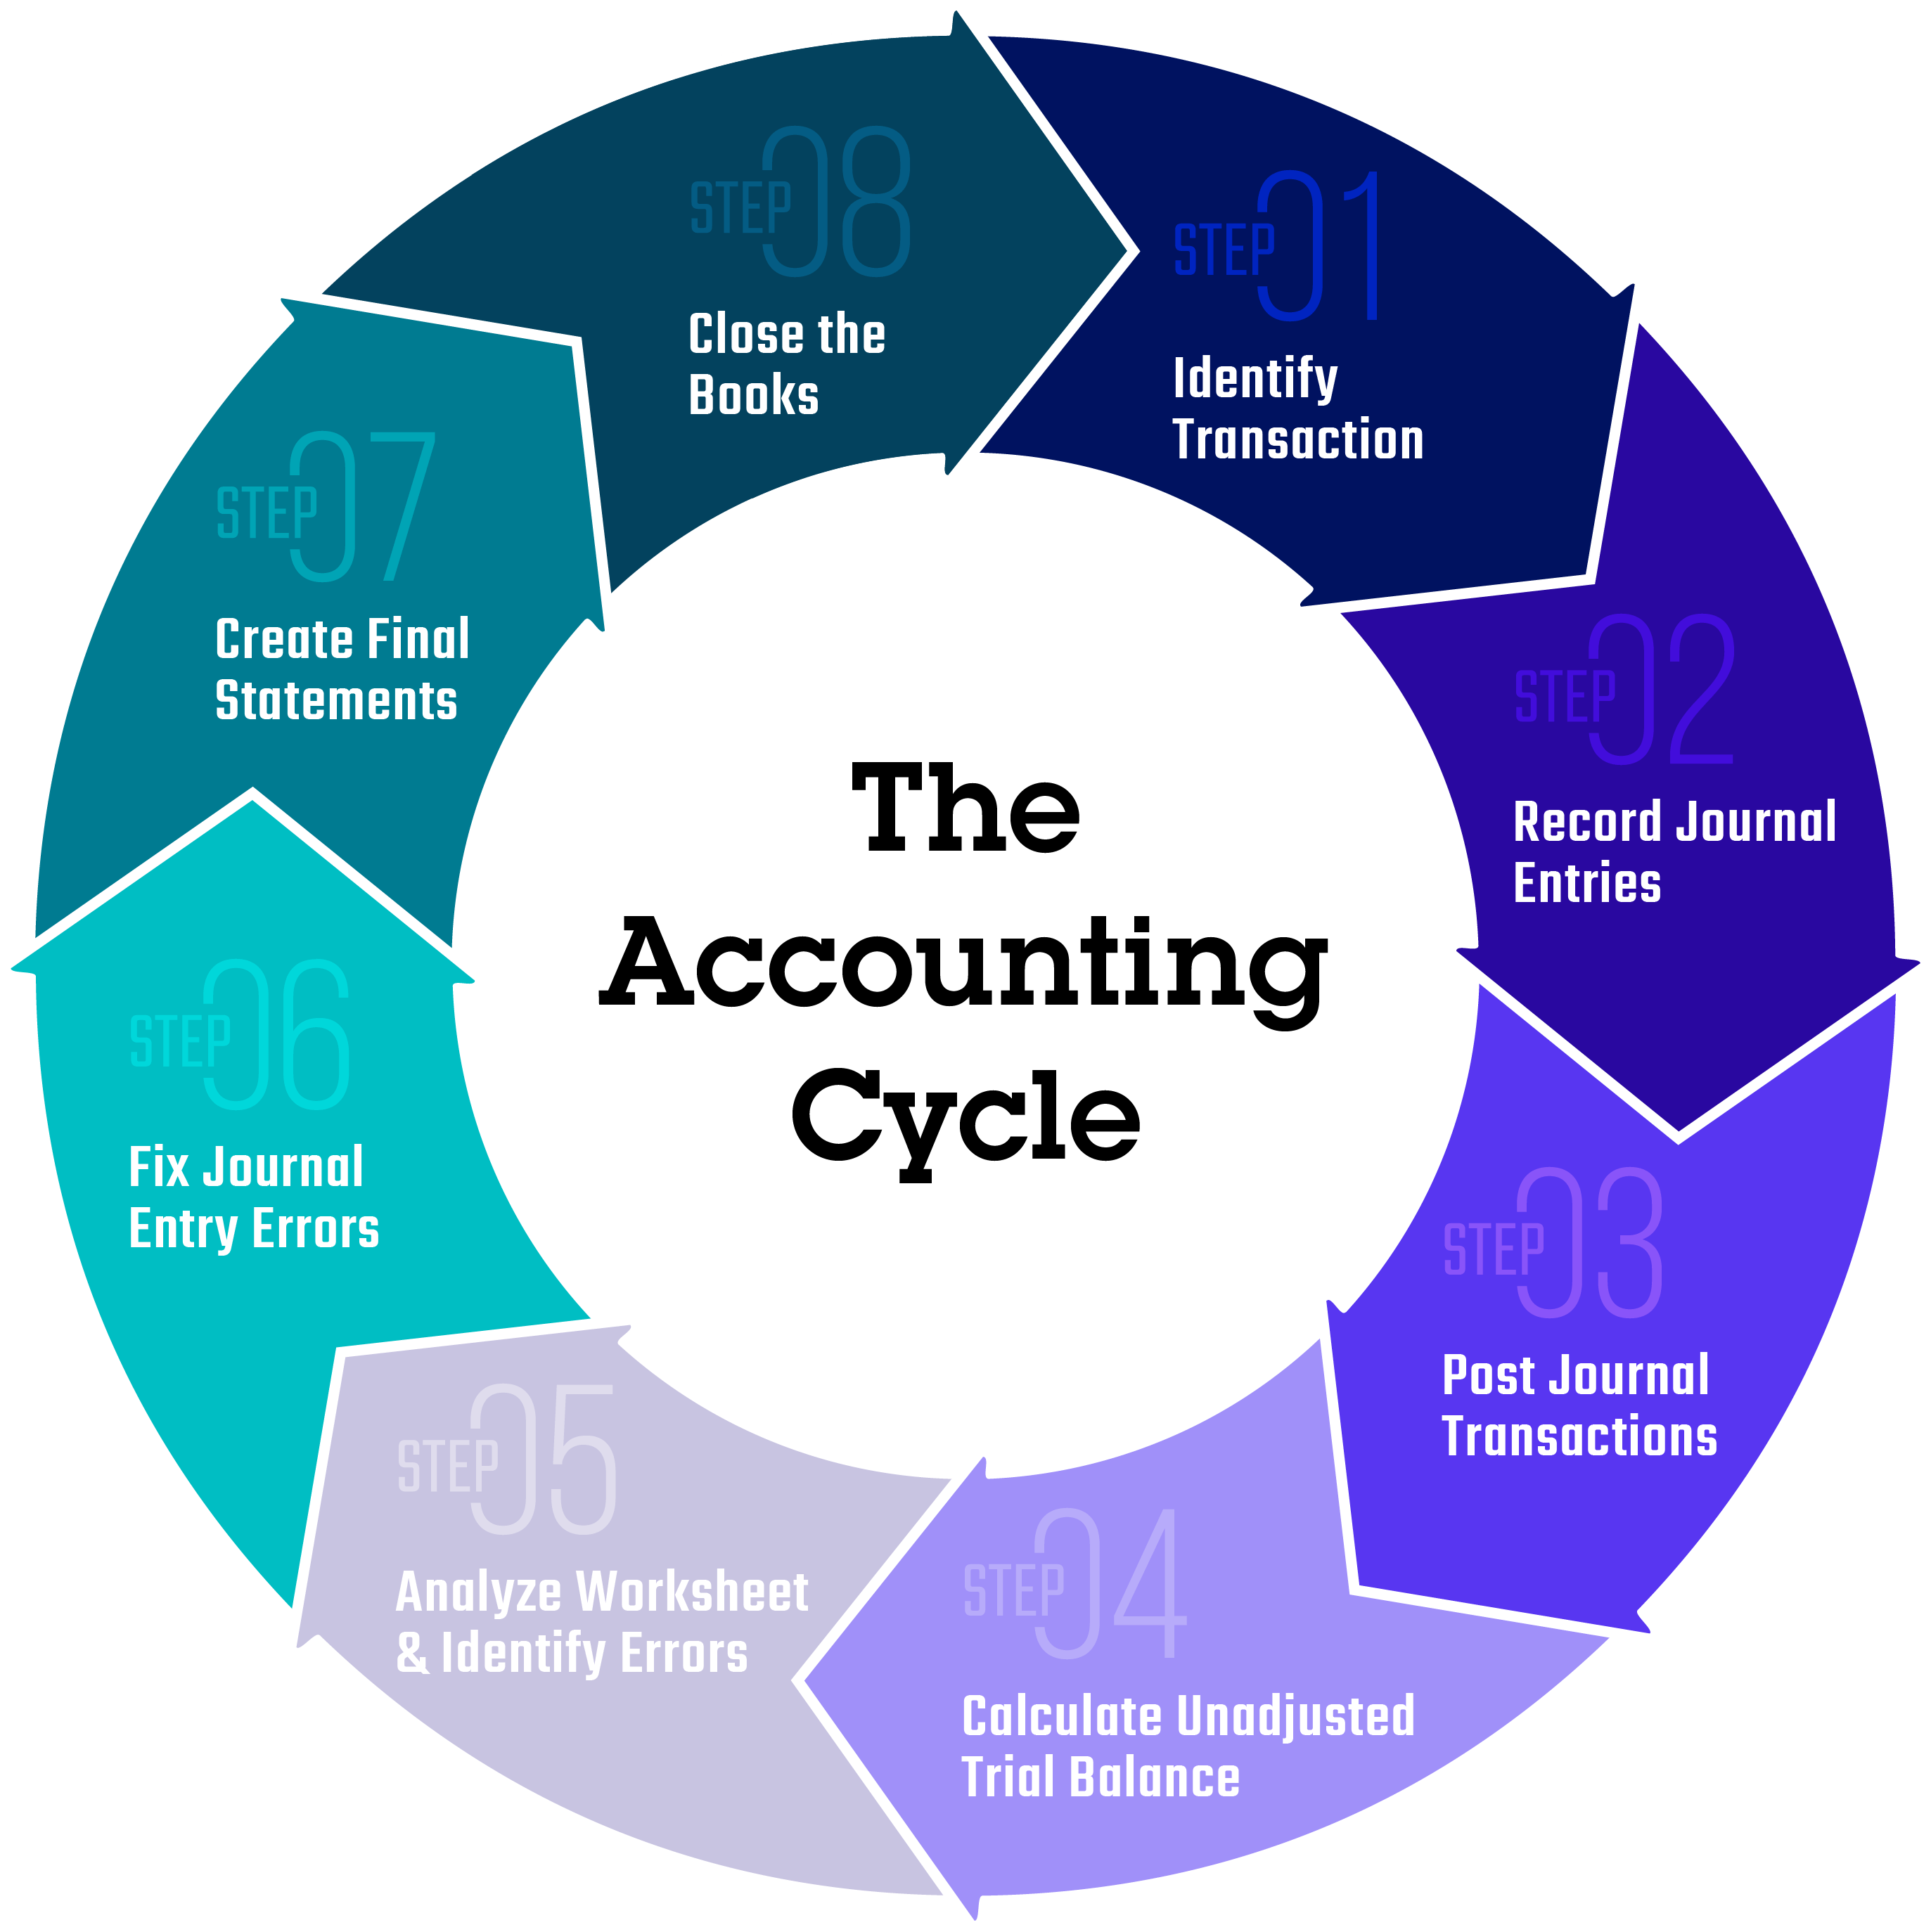 The
Accounting
Cycle
STEP 01
Identify
Transaction
STEP 02
Record Journal
Entries
STEP 03
Post Journal
Transactions
STEP 04
Calculate Unadjusted
Trial Balance
STEP 05
Analyze Worksheet
& Identify Errors
STEP 06
Fix Journal
Entry Errors
STEP 07
Create Final
Statements
STEP 08
Close the
Books